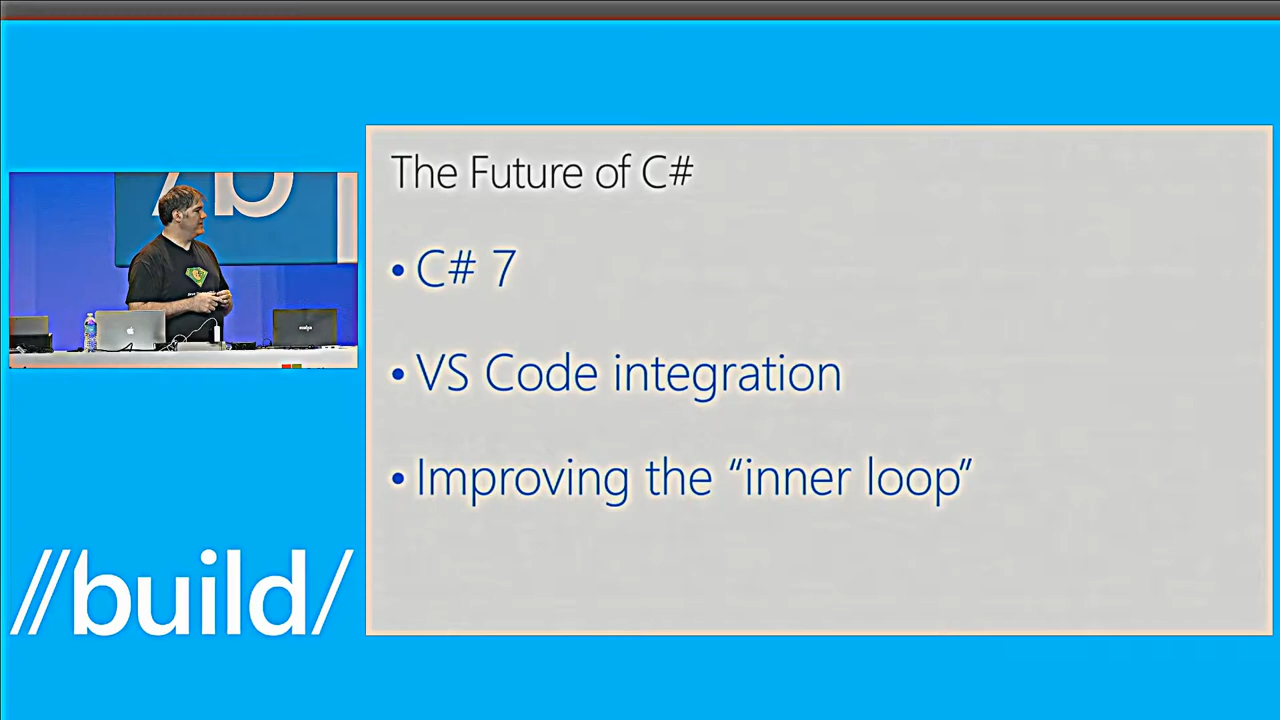 The Future of C#
• C# 7
• VS Code integration
• Improving the “inner loop”
//build/